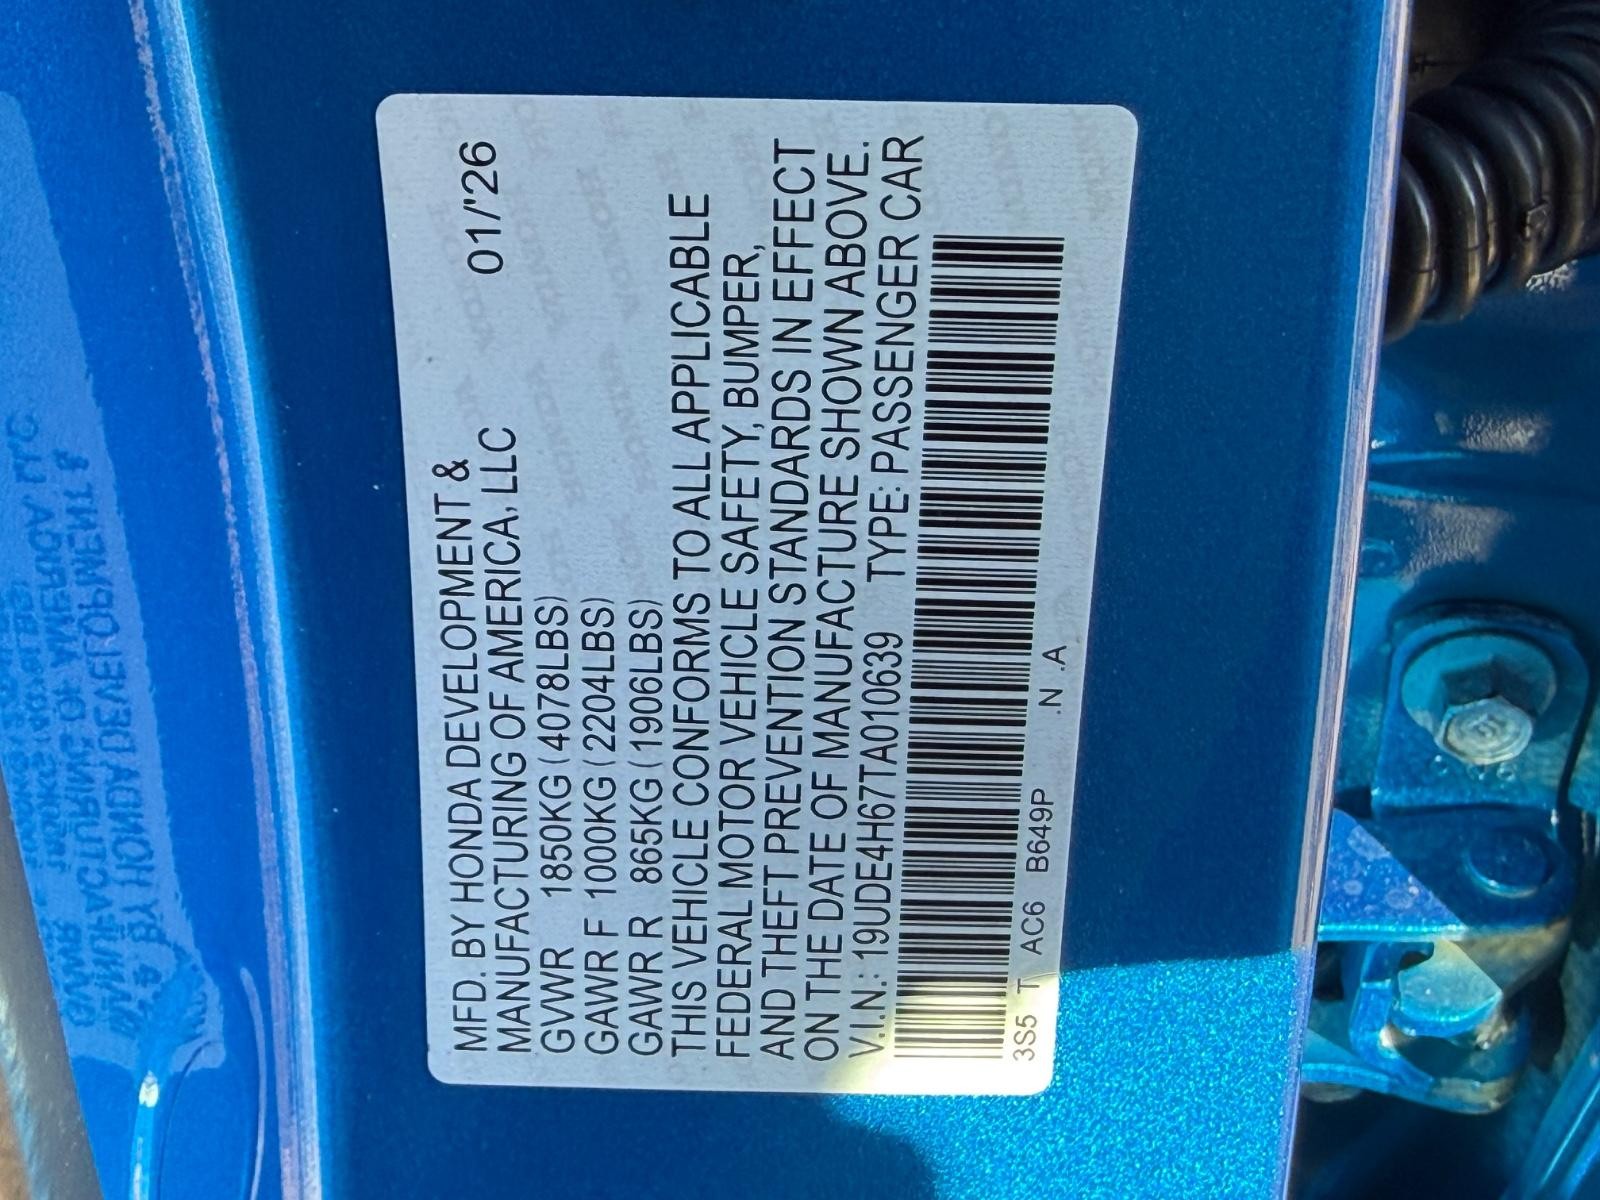 MFD. BY HONDA DEVELOPMENT &
MANUFACTURING OF AMERICA, LLC 01/'26
GVWR 1850KG (4078LBS)
GAWR F 1000KG (2204LBS)
GAWR R 865KG (1906LBS)
THIS VEHICLE CONFORMS TO ALL APPLICABLE
FEDERAL MOTOR VEHICLE SAFETY, BUMPER,
AND THEFT PREVENTION STANDARDS IN EFFECT
ON THE DATE OF MANUFACTURE SHOWN ABOVE.
V.I.N.: 19UDE4H67TA010639 TYPE: PASSENGER CAR
3S5 T AC6 B649P .N .A